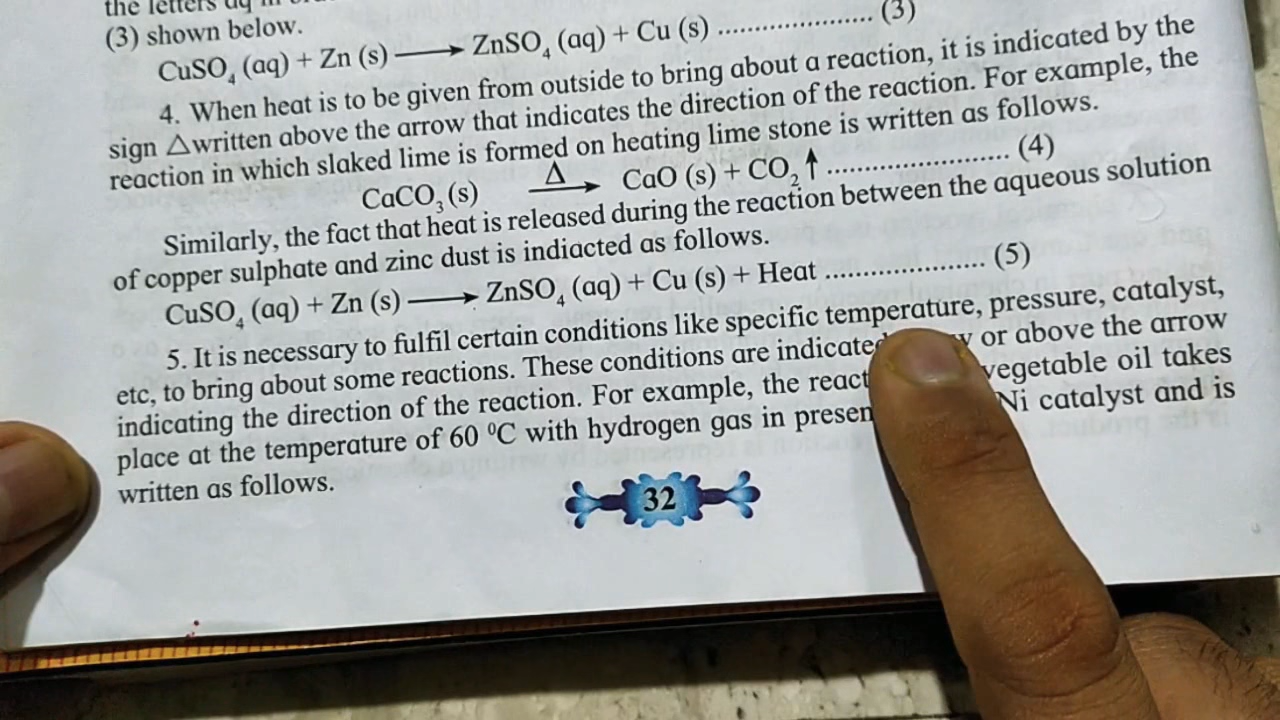 the letters aq in
(3) shown below.
CuSO₄ (aq) + Zn (s) ⟶ ZnSO₄ (aq) + Cu (s) ...................... (3)
4. When heat is to be given from outside to bring about a reaction, it is indicated by the
sign △written above the arrow that indicates the direction of the reaction. For example, the
reaction in which slaked lime is formed on heating lime stone is written as follows.
CaCO₃ (s) Δ⟶ CaO (s) + CO₂ ↑ ......................... (4)
Similarly, the fact that heat is released during the reaction between the aqueous solution
of copper sulphate and zinc dust is indiacted as follows.
CuSO₄ (aq) + Zn (s) ⟶ ZnSO₄ (aq) + Cu (s) + Heat ...................... (5)
5. It is necessary to fulfil certain conditions like specific temperature, pressure, catalyst,
etc, to bring about some reactions. These conditions are indicated or above the arrow
indicating the direction of the reaction. For example, the vegetable oil takes
place at the temperature of 60 ⁰C with hydrogen gas in Ni catalyst and is
written as follows.
32